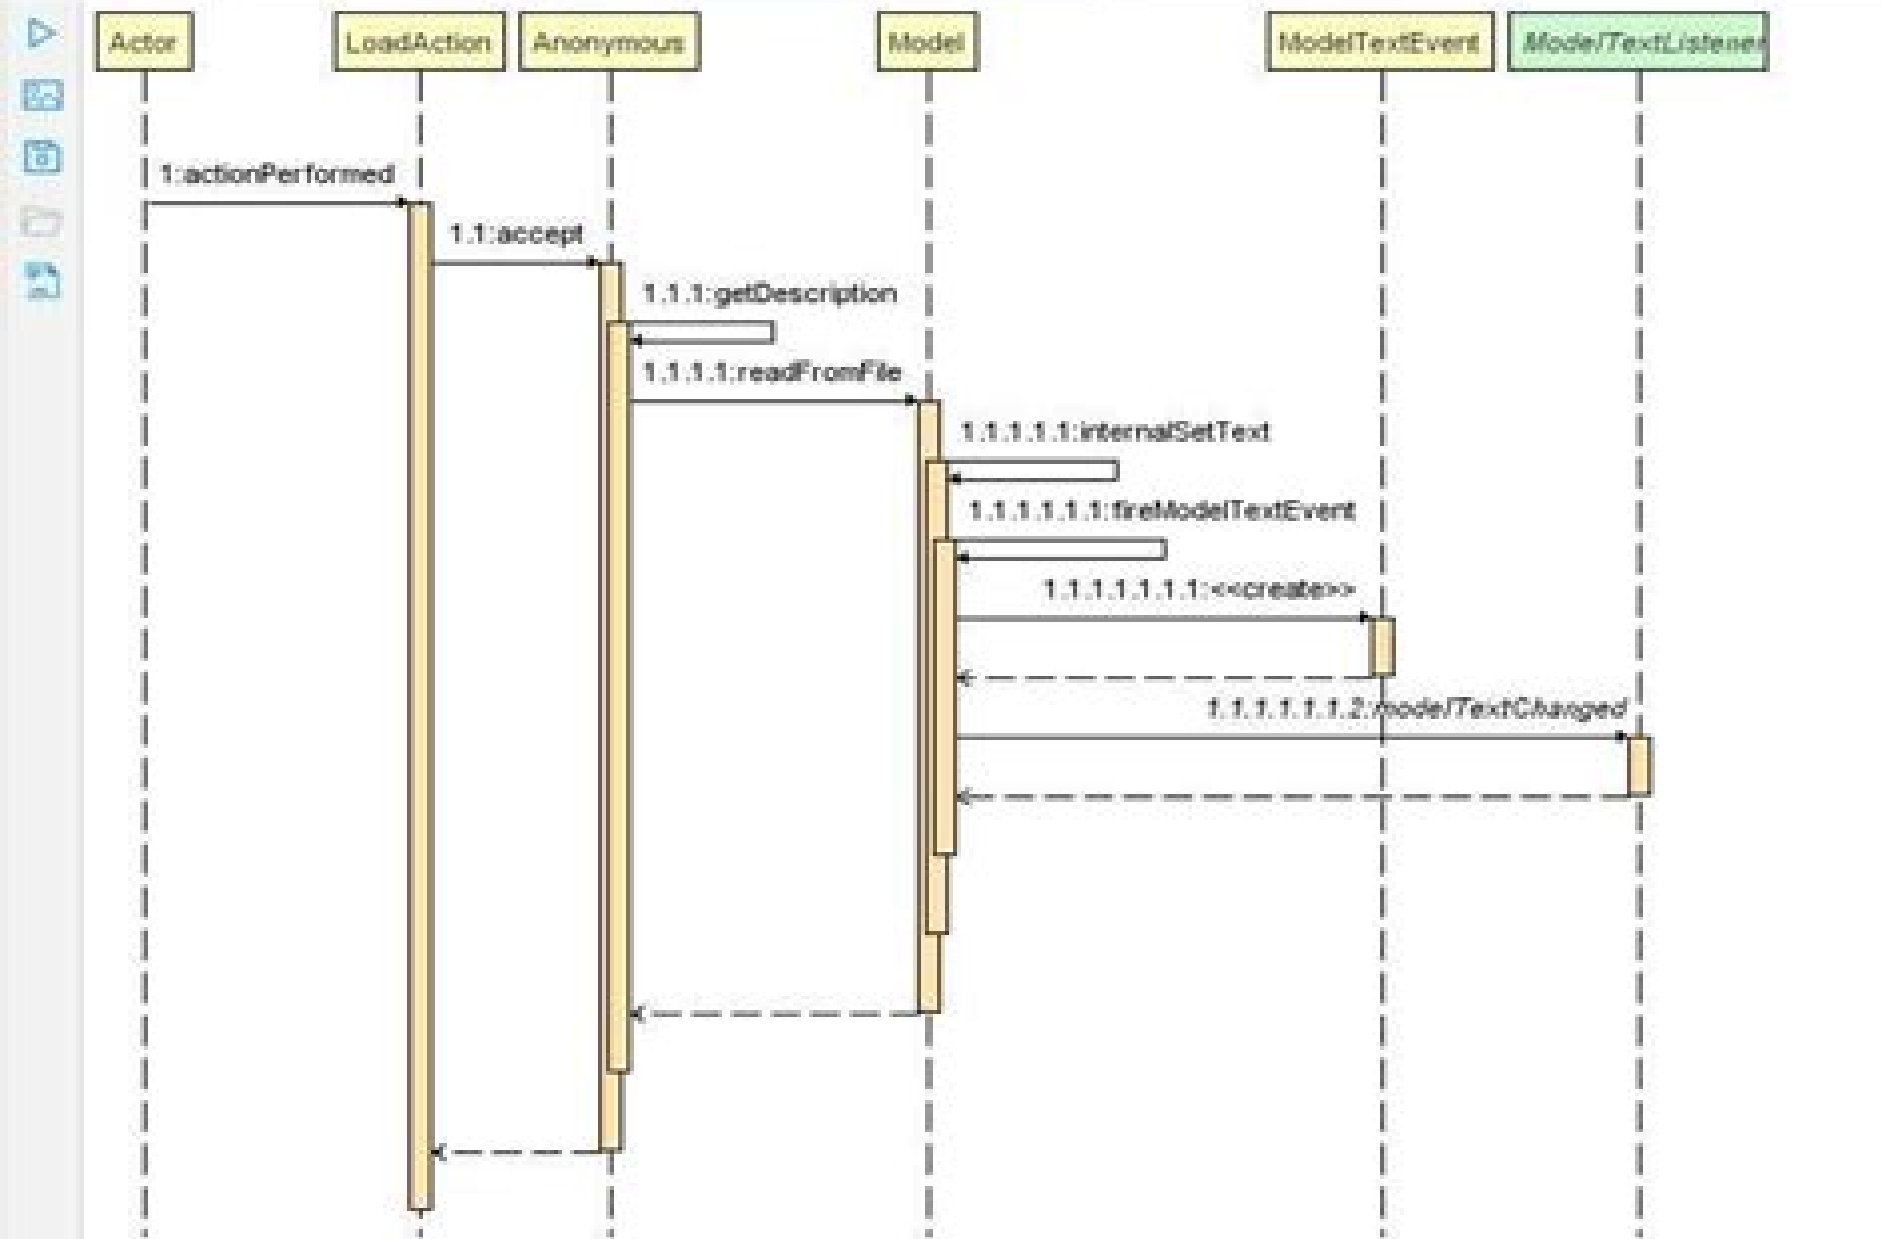 Actor LoadAction Anonymous Model ModelTextEvent ModelTextListener
1:actionPerformed
1.1:accept
1.1.1:getDescription
1.1.1.1:readFromFile
1.1.1.1.1:internalSetText
1.1.1.1.1.1:fireModelTextEvent
1.1.1.1.1.1.1:<<create>>
1.1.1.1.1.1.2:modelTextChanged